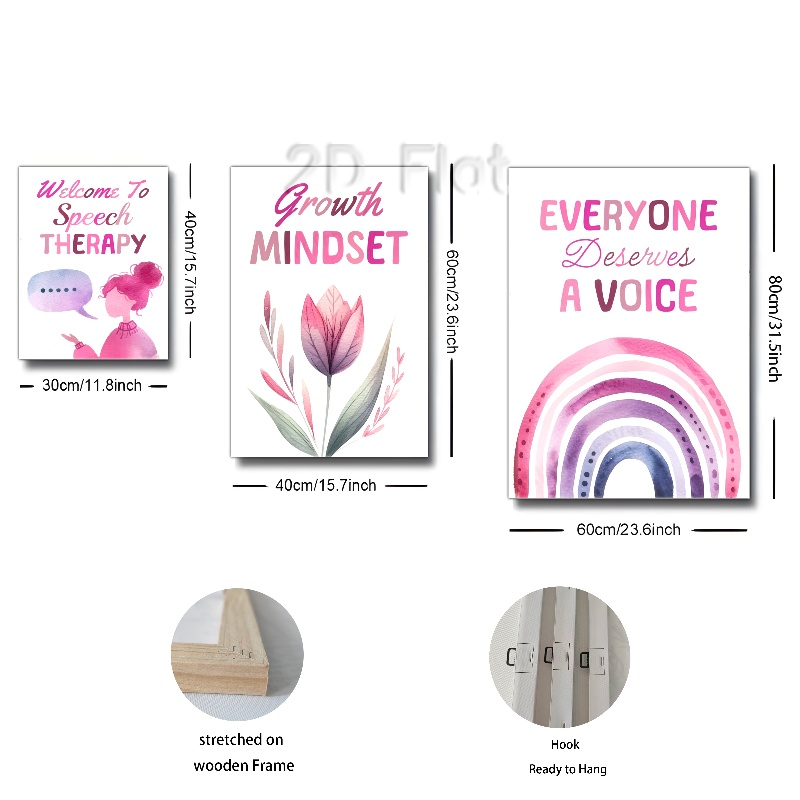 2D Flat
Welcome To
Speech
THERAPY
40cm/15.7inch
30cm/11.8inch
Growth
MINDSET
60cm/23.6inch
40cm/15.7inch
EVERYONE
Deserves
A VOICE
80cm/31.5inch
60cm/23.6inch
stretched on
wooden Frame
Hook
Ready to Hang